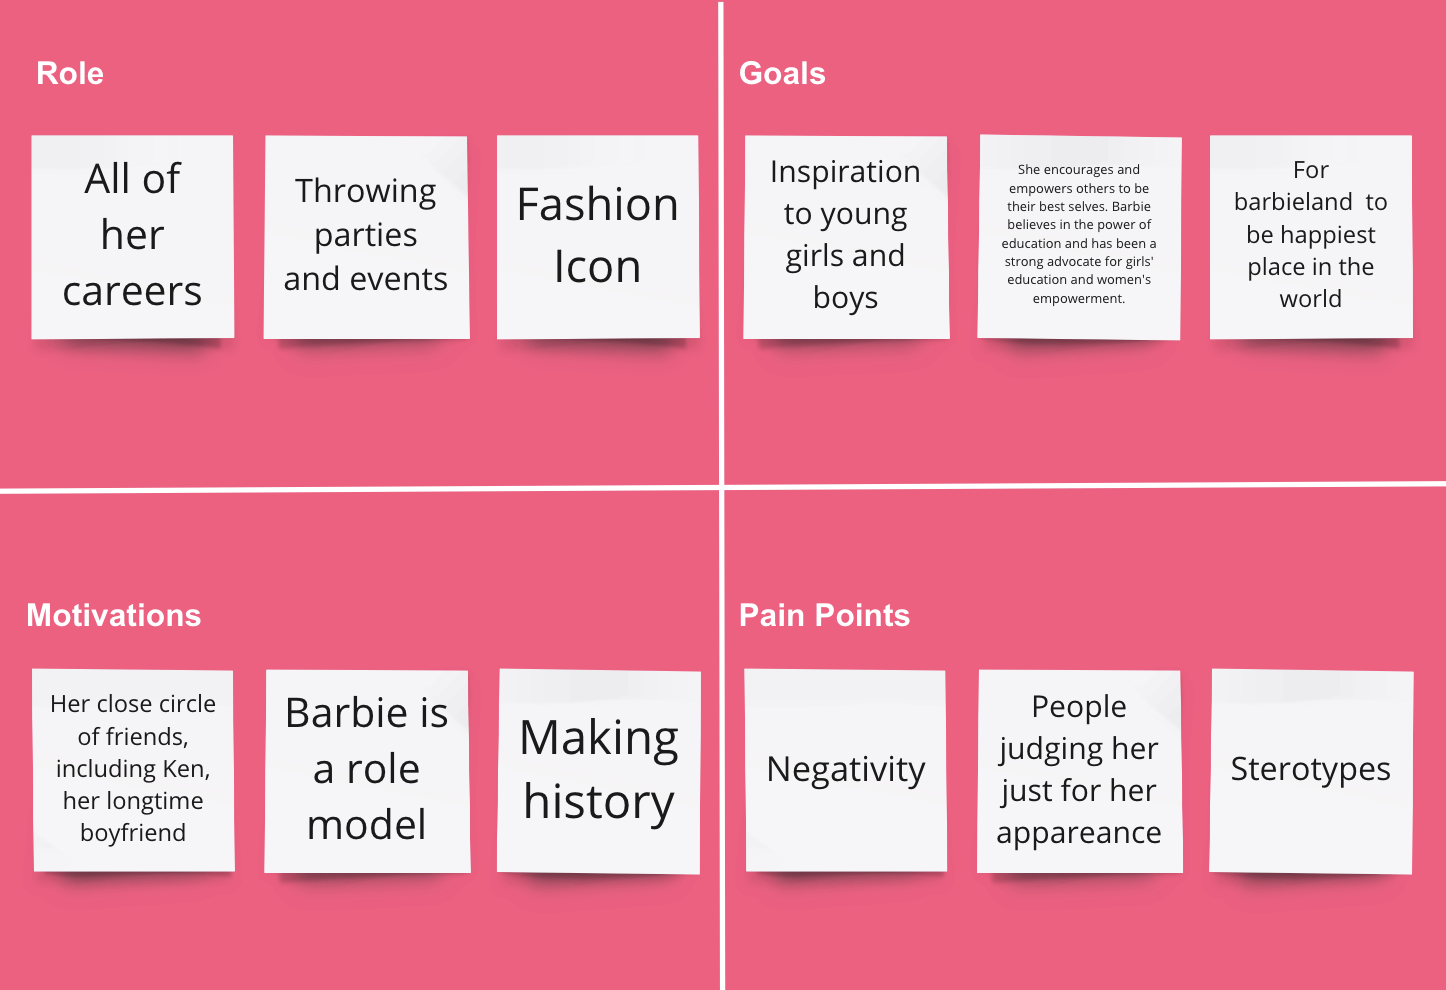 Role
All of
her
careers
Throwing
parties
and events
Fashion
Icon
Goals
Inspiration
to young
girls and
boys
She encourages and
empowers others to be
their best selves. Barbie
believes in the power of
education and has been a
strong advocate for girls'
education and women's
empowerment.
For
barbieland  to
be happiest
place in the
world
Motivations
Her close circle
of friends,
including Ken,
her longtime
boyfriend
Barbie is
a role
model
Making
history
Pain Points
Negativity
People
judging her
just for her
appareance
Sterotypes